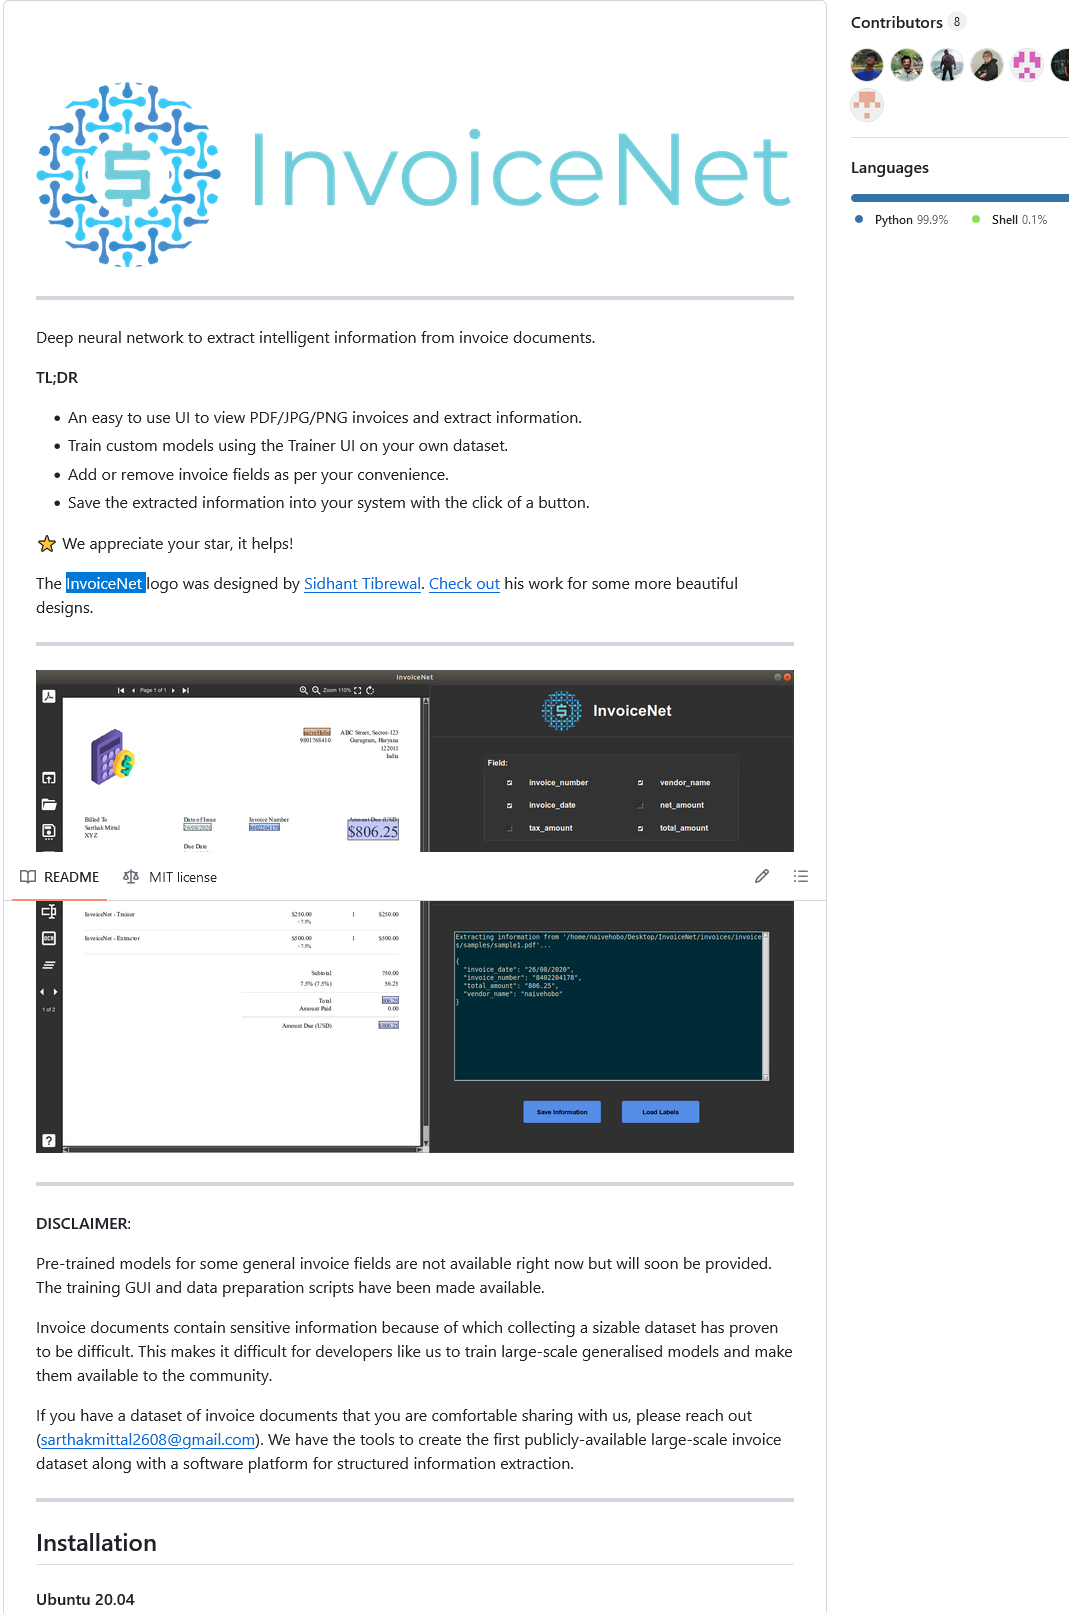 Contributors 8
InvoiceNet
Languages
Python 99.9% Shell 0.1%
Deep neural network to extract intelligent information from invoice documents.
TL;DR
• An easy to use UI to view PDF/JPG/PNG invoices and extract information.
• Train custom models using the Trainer UI on your own dataset.
• Add or remove invoice fields as per your convenience.
• Save the extracted information into your system with the click of a button.
We appreciate your star, it helps!
The InvoiceNet logo was designed by Sidhant Tibrewal. Check out his work for some more beautiful
designs.
InvoiceNet
Page 1 of 1
Zoom 110%
InvoiceNet
naivehobo ABC Street, Sector-123
9801768410 Gurugram, Haryana
122011
India
Field:
invoice_number vendor_name
invoice_date net_amount
tax_amount total_amount
Billed To Date of Issue Invoice Number Amount Due (USD)
Sarthak Mittal 26/08/2020 8402204178 $806.25
XYZ
Due Date
README MIT license
InvoiceNet - Trainer $250.00 1 $250.00
+7.5%
InvoiceNet - Extractor $500.00 1 $500.00
+7.5%
Subtotal 750.00
7.5% (7.5%) 56.25
Total 806.25
Amount Paid 0.00
Amount Due (USD) $806.25
OCR
1 of 2
?
Extracting information from '/home/naivehobo/Desktop/InvoiceNet/invoices/invoice
s/samples/sample1.pdf'...
{
"invoice_date": "26/08/2020",
"invoice_number": "8402204178",
"total_amount": "806.25",
"vendor_name": "naivehobo"
}
Save Information Load Labels
DISCLAIMER:
Pre-trained models for some general invoice fields are not available right now but will soon be provided.
The training GUI and data preparation scripts have been made available.
Invoice documents contain sensitive information because of which collecting a sizable dataset has proven
to be difficult. This makes it difficult for developers like us to train large-scale generalised models and make
them available to the community.
If you have a dataset of invoice documents that you are comfortable sharing with us, please reach out
(sarthakmittal2608@gmail.com). We have the tools to create the first publicly-available large-scale invoice
dataset along with a software platform for structured information extraction.
Installation
Ubuntu 20.04